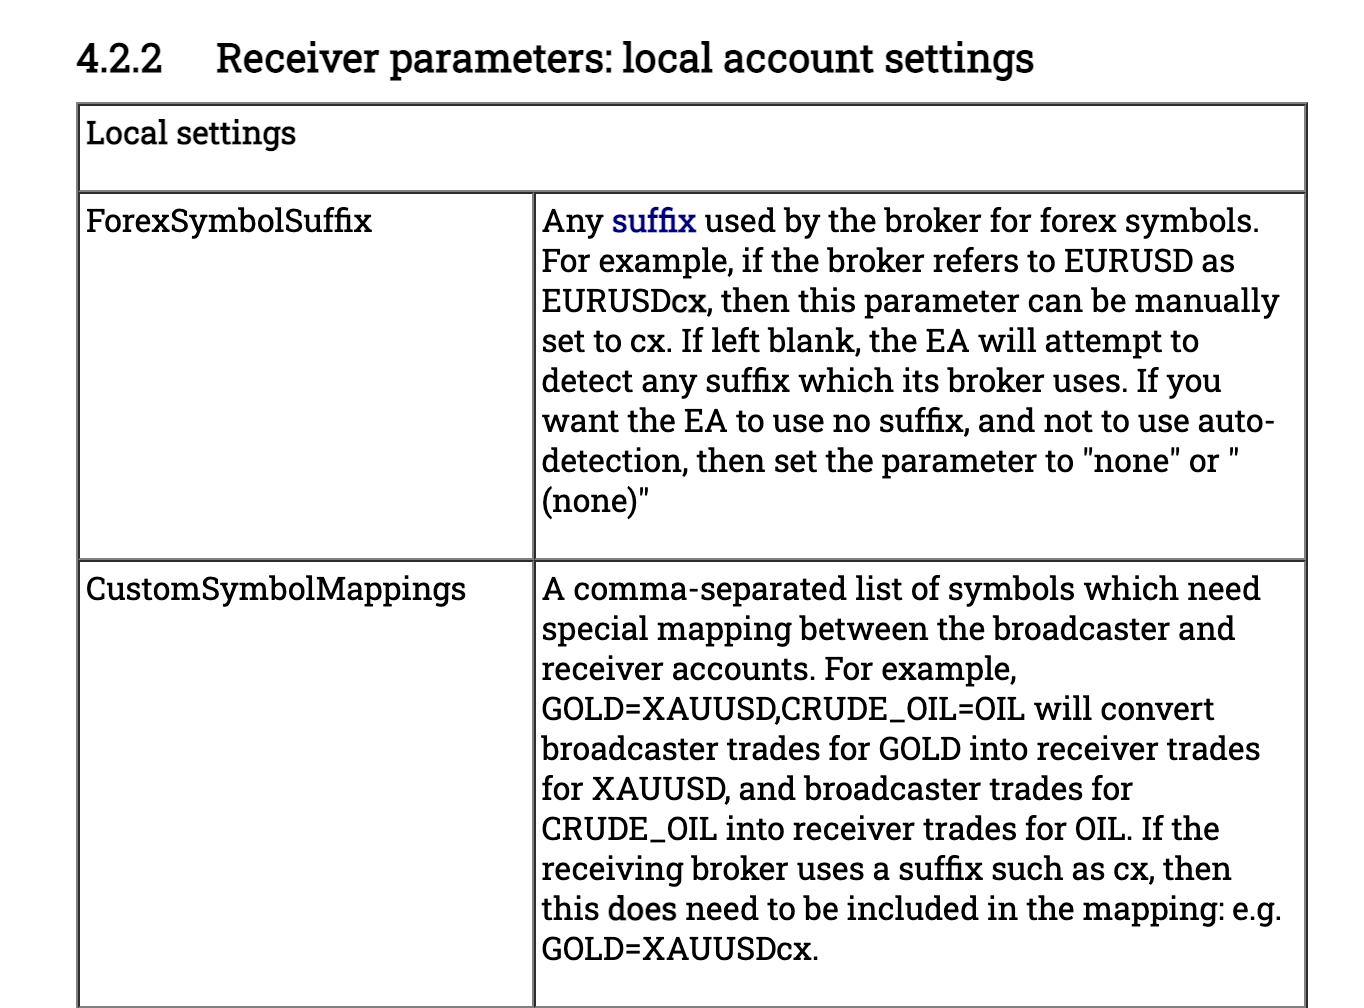 4.2.2 Receiver parameters: local account settings
Local settings
ForexSymbolSuffix
Any suffix used by the broker for forex symbols.
For example, if the broker refers to EURUSD as
EURUSDcx, then this parameter can be manually
set to cx. If left blank, the EA will attempt to
detect any suffix which its broker uses. If you
want the EA to use no suffix, and not to use auto-
detection, then set the parameter to "none" or "
(none)"
CustomSymbolMappings
A comma-separated list of symbols which need
special mapping between the broadcaster and
receiver accounts. For example,
GOLD=XAUUSD,CRUDE_OIL=OIL will convert
broadcaster trades for GOLD into receiver trades
for XAUUSD, and broadcaster trades for
CRUDE_OIL into receiver trades for OIL. If the
receiving broker uses a suffix such as cx, then
this does need to be included in the mapping: e.g.
GOLD=XAUUSDcx.